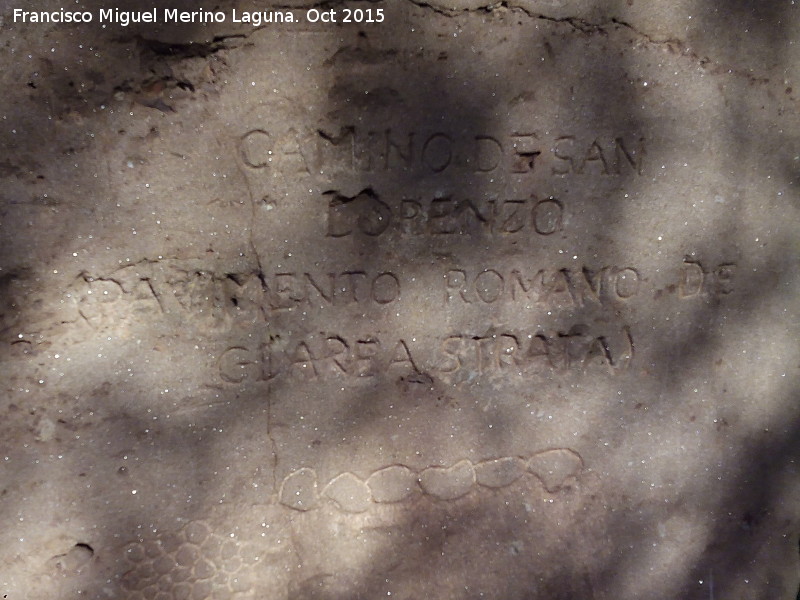 Francisco Miguel Merino Laguna. Oct 2015
CAMINO DE SAN
LORENZO
(PAVIMENTO ROMANO DE
GLAREA STRATA)